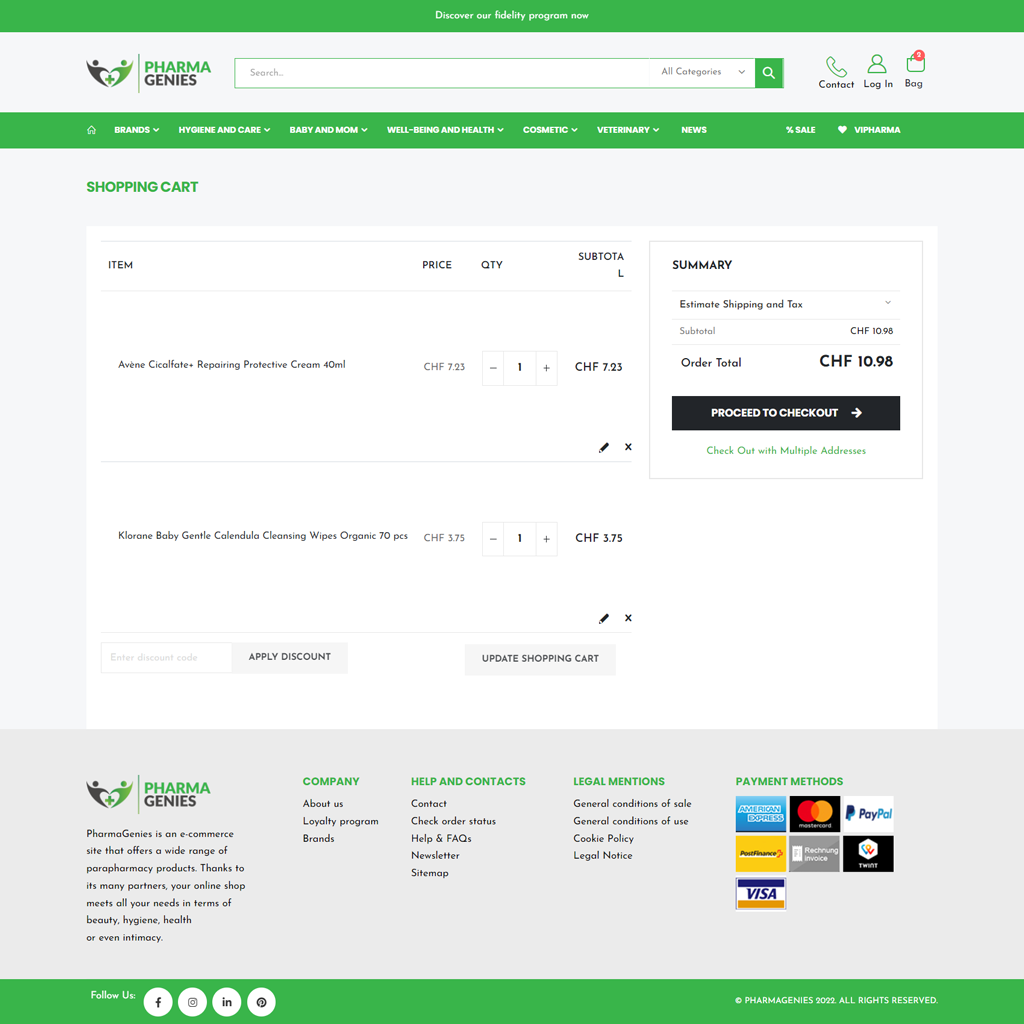 Discover our fidelity program now
PHARMA
GENIES
Search...
All Categories
Contact
Log In
2
Bag
BRANDS
HYGIENE AND CARE
BABY AND MOM
WELL-BEING AND HEALTH
COSMETIC
VETERINARY
NEWS
% SALE
VIPHARMA
SHOPPING CART
ITEM
PRICE
QTY
SUBTOTA
L
Avène Cicalfate+ Repairing Protective Cream 40ml
CHF 7.23
− 1 +
CHF 7.23
Klorane Baby Gentle Calendula Cleansing Wipes Organic 70 pcs
CHF 3.75
− 1 +
CHF 3.75
Enter discount code
APPLY DISCOUNT
UPDATE SHOPPING CART
SUMMARY
Estimate Shipping and Tax
Subtotal
CHF 10.98
Order Total
CHF 10.98
PROCEED TO CHECKOUT
Check Out with Multiple Addresses
PHARMA
GENIES
PharmaGenies is an e-commerce
site that offers a wide range of
parapharmacy products. Thanks to
its many partners, your online shop
meets all your needs in terms of
beauty, hygiene, health
or even intimacy.
COMPANY
About us
Loyalty program
Brands
HELP AND CONTACTS
Contact
Check order status
Help & FAQs
Newsletter
Sitemap
LEGAL MENTIONS
General conditions of sale
General conditions of use
Cookie Policy
Legal Notice
PAYMENT METHODS
AMERICAN
EXPRESS
mastercard
PayPal
PostFinance
Rechnung
invoice
TWINT
VISA
Follow Us:
© PHARMAGENIES 2022. ALL RIGHTS RESERVED.